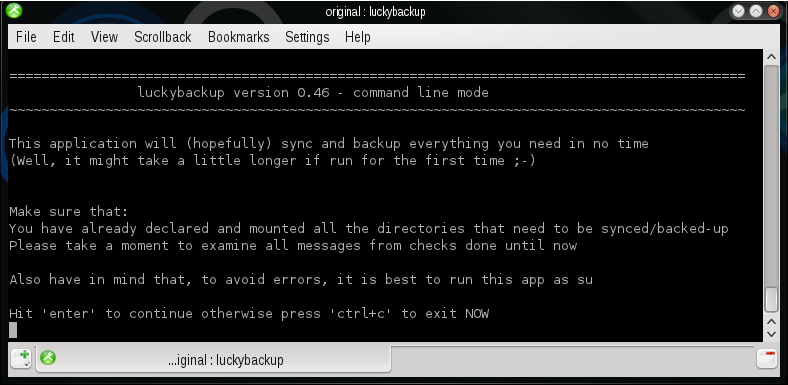 original : luckybackup
File Edit View Scrollback Bookmarks Settings Help
============================================================================================
luckybackup version 0.46 - command line mode
~~~~~~~~~~~~~~~~~~~~~~~~~~~~~~~~~~~~~~~~~~~~~~~~~~~~~~~~~~~~~~~~~~~~~~~~~~~~~~~~~~~~~~~~~~~~
This application will (hopefully) sync and backup everything you need in no time
(Well, it might take a little longer if run for the first time ;-)
Make sure that:
You have already declared and mounted all the directories that need to be synced/backed-up
Please take a moment to examine all messages from checks done until now
Also have in mind that, to avoid errors, it is best to run this app as su
Hit 'enter' to continue otherwise press 'ctrl+c' to exit NOW
...iginal : luckybackup